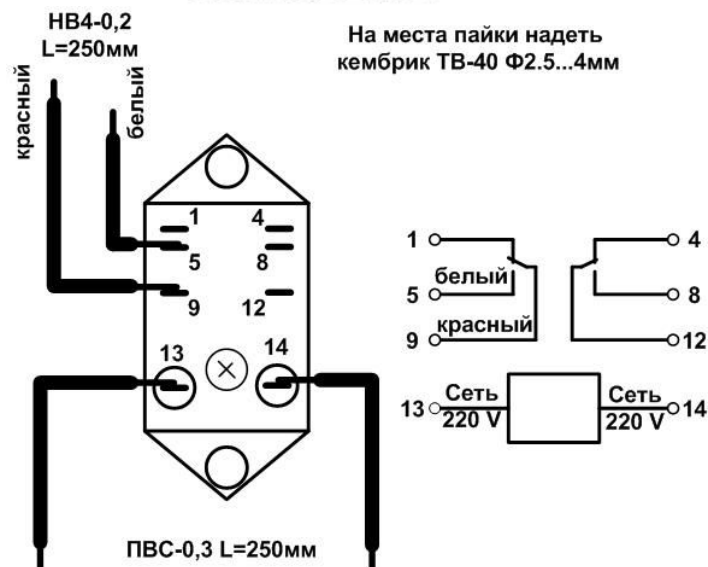 НВ4-0,2
L=250мм
красный
белый
На места пайки надеть
кембрик ТВ-40 Ф2.5...4мм
1 4
5 8
9 12
13 14
1 4
5 белый 8
9 красный 12
13 Сеть Сеть 14
220 V 220 V
ПВС-0,3 L=250мм